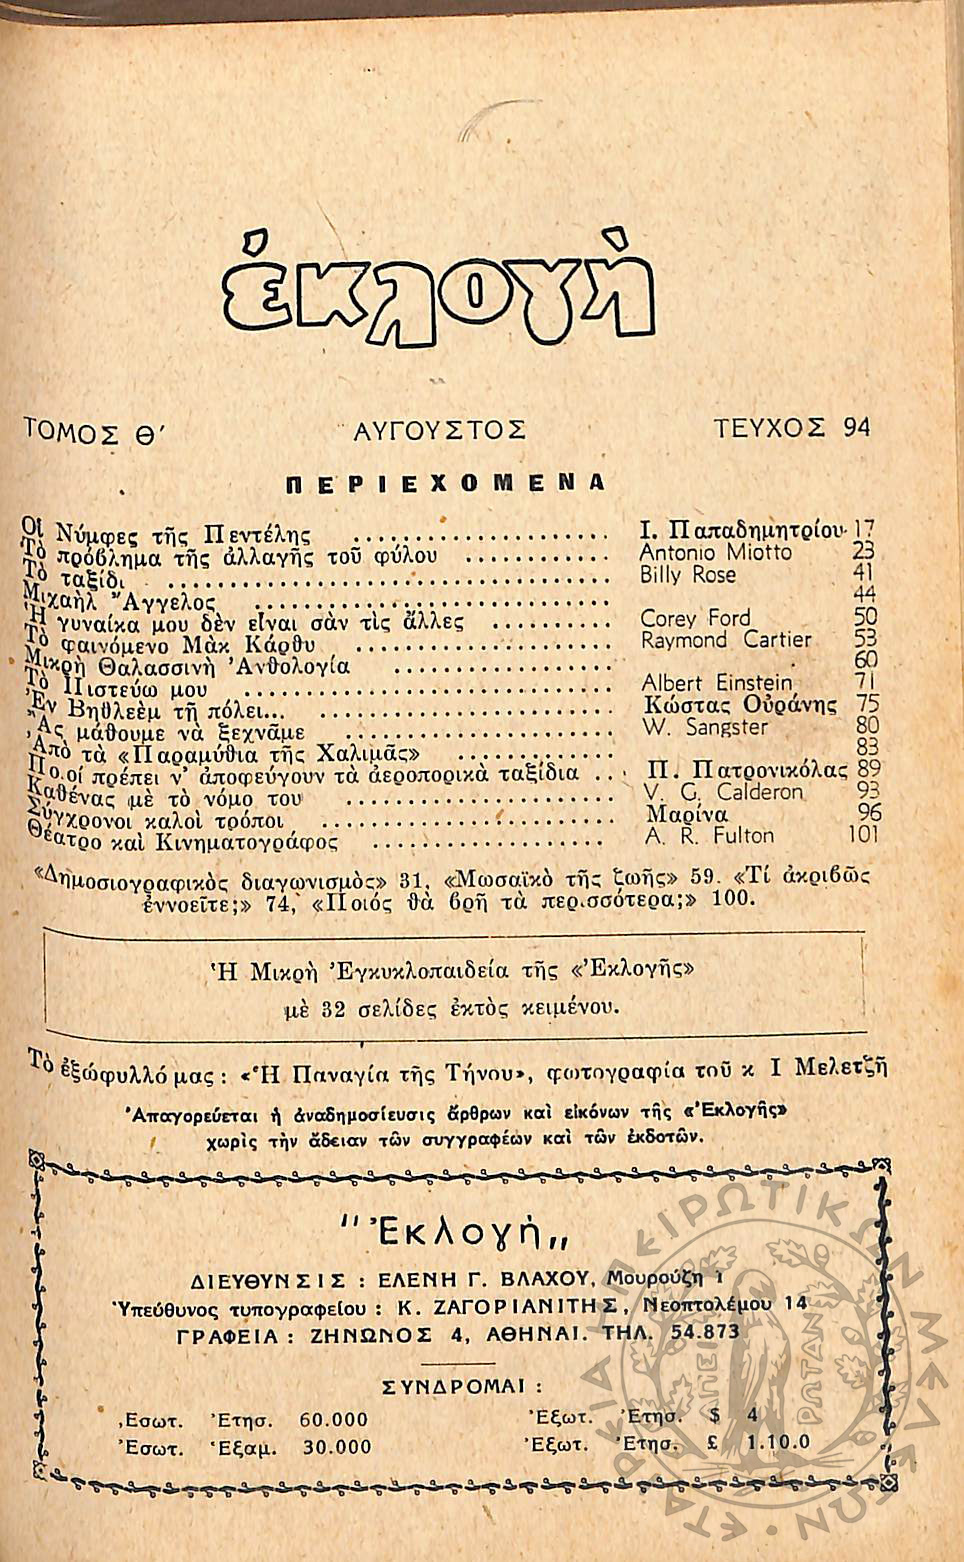 ἐκλογὴ
ΤΟΜΟΣ Θ΄ ΑΥΓΟΥΣΤΟΣ ΤΕΥΧΟΣ 94
ΠΕΡΙΕΧΟΜΕΝΑ
Οἱ Νύμφες τῆς Πεντέλης ..................... Ι. Παπαδημητρίου 17
Τὸ πρόβλημα τῆς ἀλλαγῆς τοῦ φύλου ............ Antonio Miotto 23
Τὸ ταξίδι ..................................... Billy Rose 41
Μιχαὴλ Ἄγγελος .............................. 44
Ἡ γυναίκα μου δὲν εἶναι σὰν τὶς ἄλλες .......... Corey Ford 50
Τὸ φαινόμενο Μὰκ Κάρθυ ..................... Raymond Cartier 53
Μικρὴ Θαλασσινὴ Ἀνθολογία .................. 60
Τὸ Πιστεύω μου ............................... Albert Einstein 71
Ἐν Βηθλεὲμ τῇ πόλει... ........................ Κώστας Οὐράνης 75
Ἂς μάθουμε νὰ ξεχνᾶμε ...................... W. Sangster 80
Ἀπὸ τὰ «Παραμύθια τῆς Χαλιμᾶς» ............. 83
Ποιοί πρέπει ν' ἀποφεύγουν τὰ ἀεροπορικὰ ταξίδια ... Π. Πατρονικόλας 89
Καθένας μὲ τὸ νόμο του ....................... V. G. Calderon 93
Σύγχρονοι καλοὶ τρόποι ........................ Μαρίνα 96
Θέατρο καὶ Κινηματογράφος .................... A. R. Fulton 101
«Δημοσιογραφικὸς διαγωνισμὸς» 31, «Μωσαϊκὸ τῆς ζωῆς» 59. «Τί ἀκριβῶς
ἐννοεῖτε;» 74, «Ποιός θὰ βρῆ τὰ περισσότερα;» 100.
Ἡ Μικρὴ Ἐγκυκλοπαιδεία τῆς «Ἐκλογῆς»
μὲ 32 σελίδες ἐκτὸς κειμένου.
Τὸ ἐξώφυλλό μας : «Ἡ Παναγία τῆς Τήνου», φωτογραφία τοῦ κ Ι Μελετζῆ
Ἀπαγορεύεται ἡ ἀναδημοσίευσις ἄρθρων καὶ εἰκόνων τῆς «Ἐκλογῆς»
χωρὶς τὴν ἄδειαν τῶν συγγραφέων καὶ τῶν ἐκδοτῶν.
"Ἐκλογή„
ΔΙΕΥΘΥΝΣΙΣ : ΕΛΕΝΗ Γ. ΒΛΑΧΟΥ, Μουρούζη 1
Ὑπεύθυνος τυπογραφείου : Κ. ΖΑΓΟΡΙΑΝΙΤΗΣ, Νεοπτολέμου 14
ΓΡΑΦΕΙΑ : ΖΗΝΩΝΟΣ 4, ΑΘΗΝΑΙ. ΤΗΛ. 54.873
ΣΥΝΔΡΟΜΑΙ :
Ἐσωτ. Ἐτησ. 60.000 Ἐξωτ. Ἐτησ. $ 4
Ἐσωτ. Ἑξαμ. 30.000 Ἐξωτ. Ἐτησ. £ 1.10.0
ΕΤΑΙΡΕΙΑ ΗΠΕΙΡΩΤΙΚΩΝ ΜΕΛΕΤΩΝ
ΑΠΕΙ ΡΩΤΑΝ